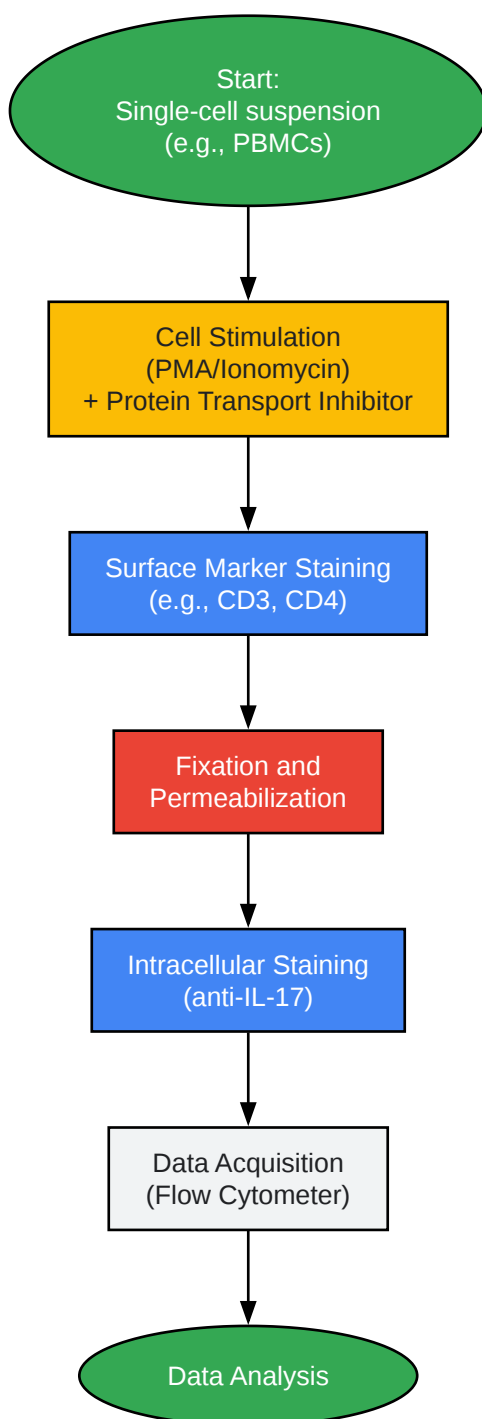 Start:
Single-cell suspension
(e.g., PBMCs)
Cell Stimulation
(PMA/Ionomycin)
+ Protein Transport Inhibitor
Surface Marker Staining
(e.g., CD3, CD4)
Fixation and
Permeabilization
Intracellular Staining
(anti-IL-17)
Data Acquisition
(Flow Cytometer)
Data Analysis